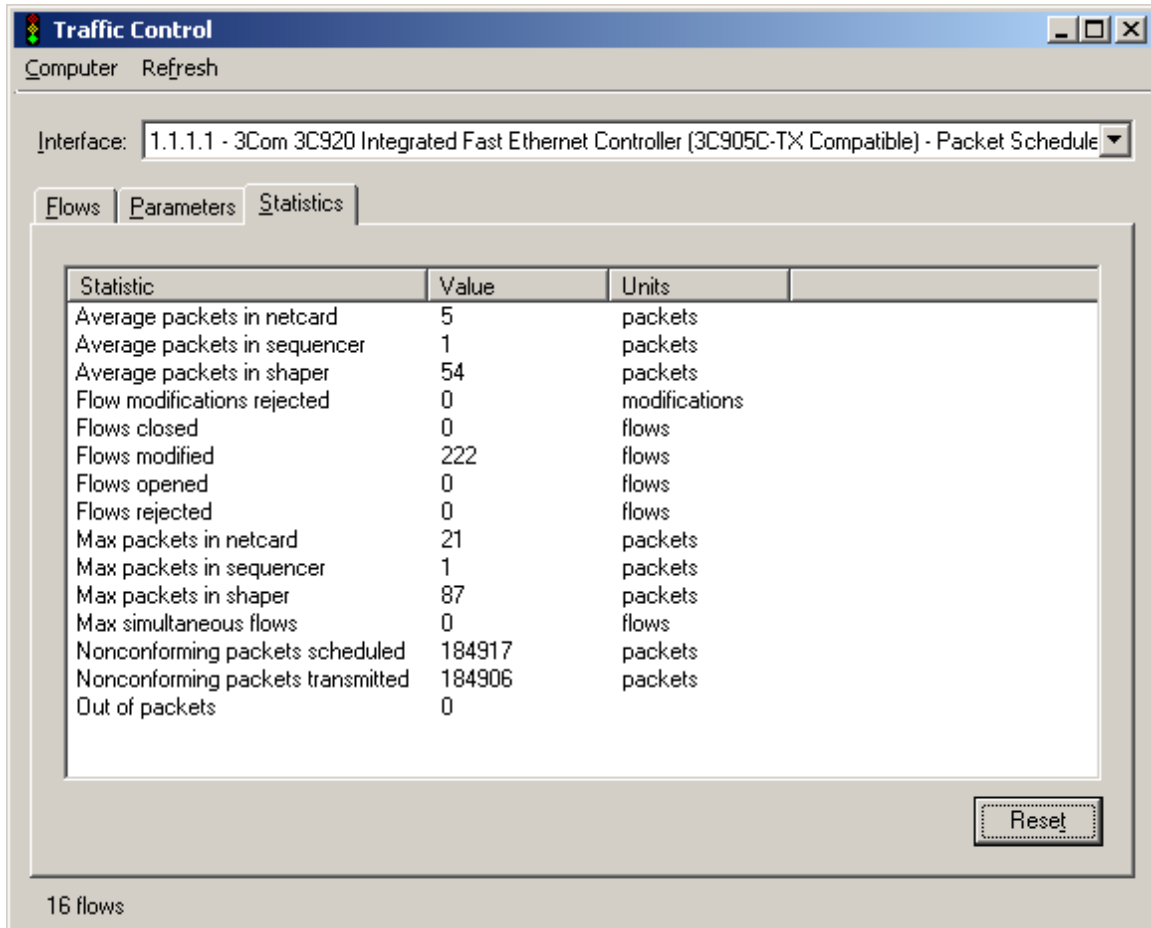 Traffic Control
Computer Refresh
Interface: 1.1.1.1 - 3Com 3C920 Integrated Fast Ethernet Controller (3C905C-TX Compatible) - Packet Schedule
Flows Parameters Statistics
Statistic Value Units
Average packets in netcard 5 packets
Average packets in sequencer 1 packets
Average packets in shaper 54 packets
Flow modifications rejected 0 modifications
Flows closed 0 flows
Flows modified 222 flows
Flows opened 0 flows
Flows rejected 0 flows
Max packets in netcard 21 packets
Max packets in sequencer 1 packets
Max packets in shaper 87 packets
Max simultaneous flows 0 flows
Nonconforming packets scheduled 184917 packets
Nonconforming packets transmitted 184906 packets
Out of packets 0
Reset
16 flows